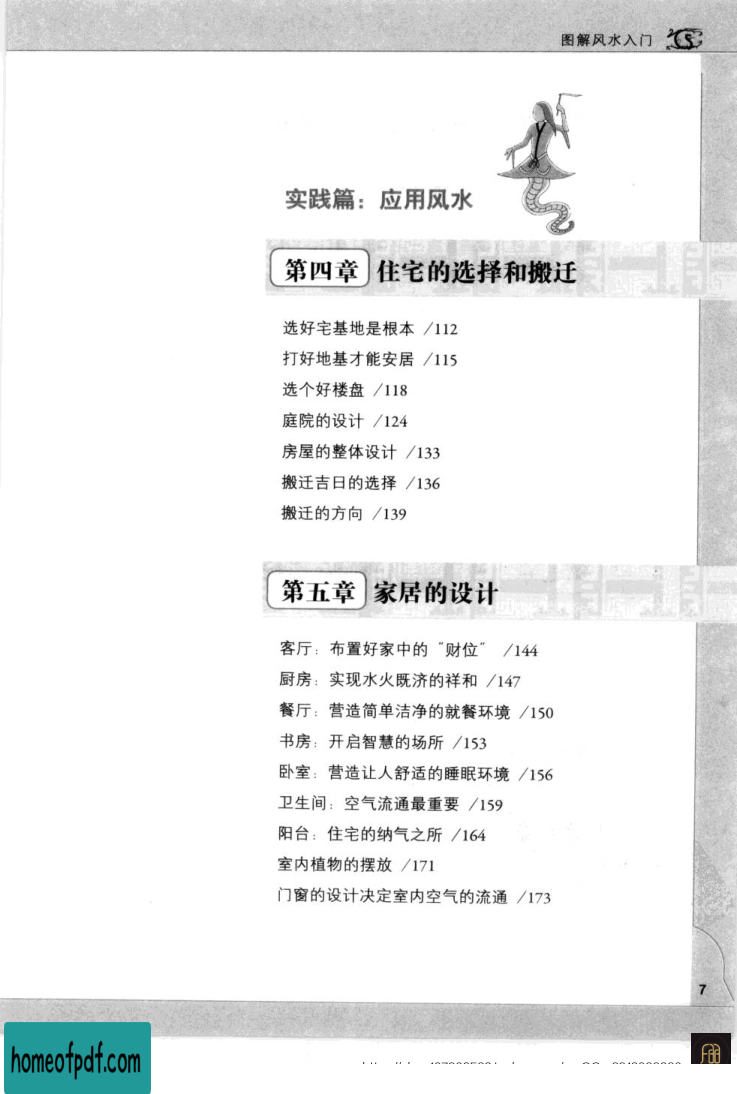 图解风水入门
实践篇：应用风水
第四章 住宅的选择和搬迁
选好宅基地是根本 /112
打好地基才能安居 /115
选个好楼盘 /118
庭院的设计 /124
房屋的整体设计 /133
搬迁吉日的选择 /136
搬迁的方向 /139
第五章 家居的设计
客厅：布置好家中的“财位” /144
厨房：实现水火既济的祥和 /147
餐厅：营造简单洁净的就餐环境 /150
书房：开启智慧的场所 /153
卧室：营造让人舒适的睡眠环境 /156
卫生间：空气流通最重要 /159
阳台：住宅的纳气之所 /164
室内植物的摆放 /171
门窗的设计决定室内空气的流通 /173
7
homeofpdf.com